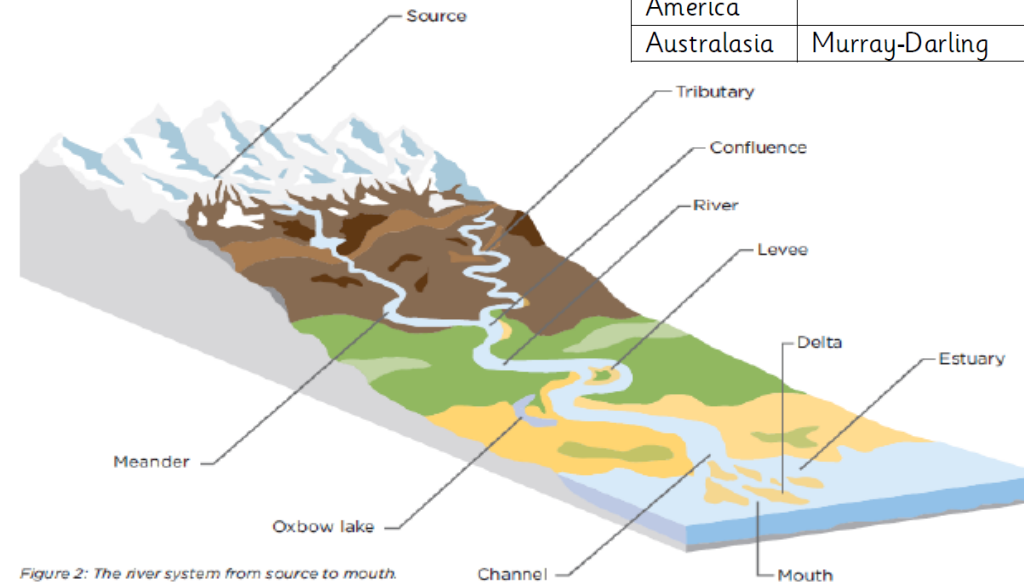 America
Australasia Murray-Darling
Source
Tributary
Confluence
River
Levee
Delta
Estuary
Meander
Oxbow lake
Channel
Mouth
Figure 2: The river system from source to mouth.